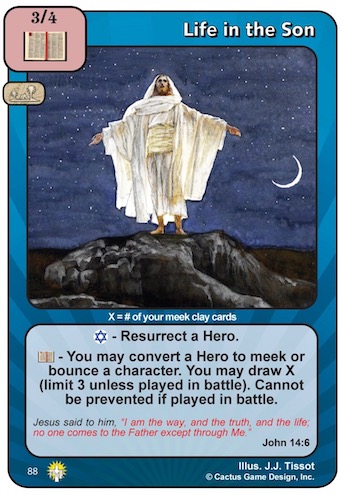 3/4
Life in the Son
X = # of your meek clay cards
- Resurrect a Hero.
- You may convert a Hero to meek or
bounce a character. You may draw X
(limit 3 unless played in battle). Cannot
be prevented if played in battle.
Jesus said to him, “I am the way, and the truth, and the life;
no one comes to the Father except through Me.”
John 14:6
88
Illus. J.J. Tissot
© Cactus Game Design, Inc.